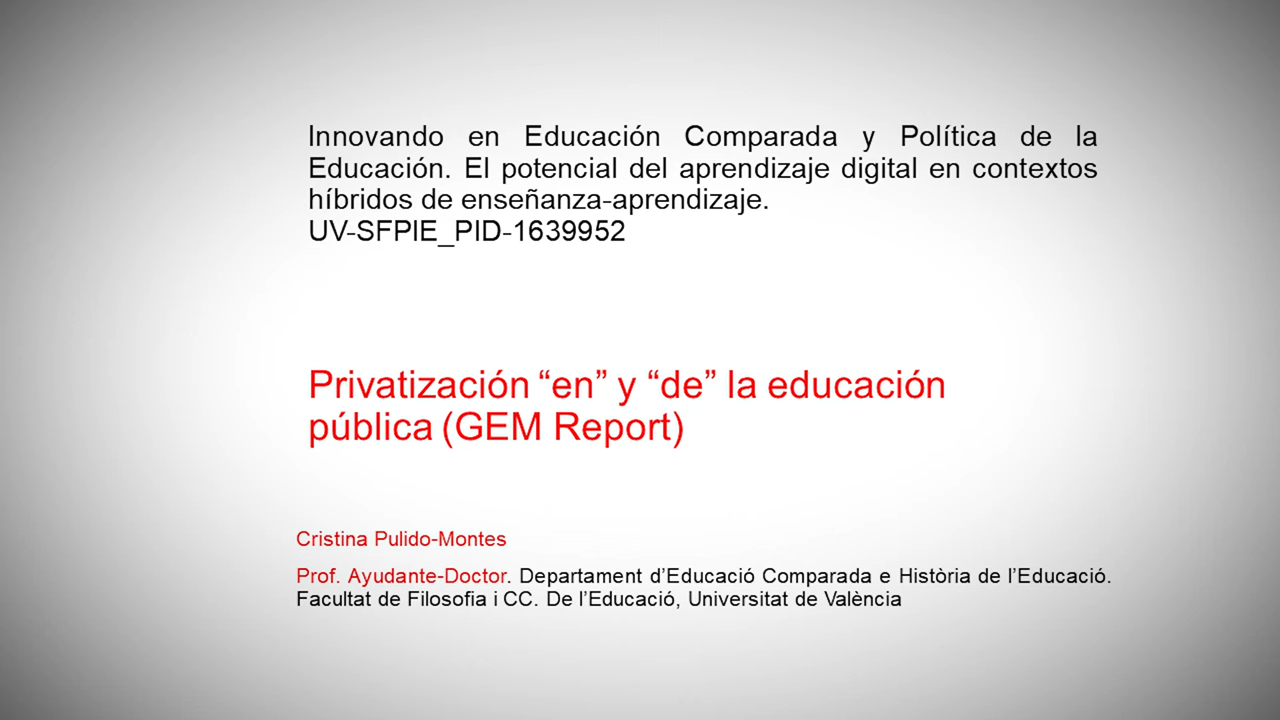 Innovando en Educación Comparada y Política de la
Educación. El potencial del aprendizaje digital en contextos
híbridos de enseñanza-aprendizaje.
UV-SFPIE_PID-1639952
Privatización “en” y “de” la educación
pública (GEM Report)
Cristina Pulido-Montes
Prof. Ayudante-Doctor. Departament d’Educació Comparada e Història de l’Educació.
Facultat de Filosofia i CC. De l’Educació, Universitat de València